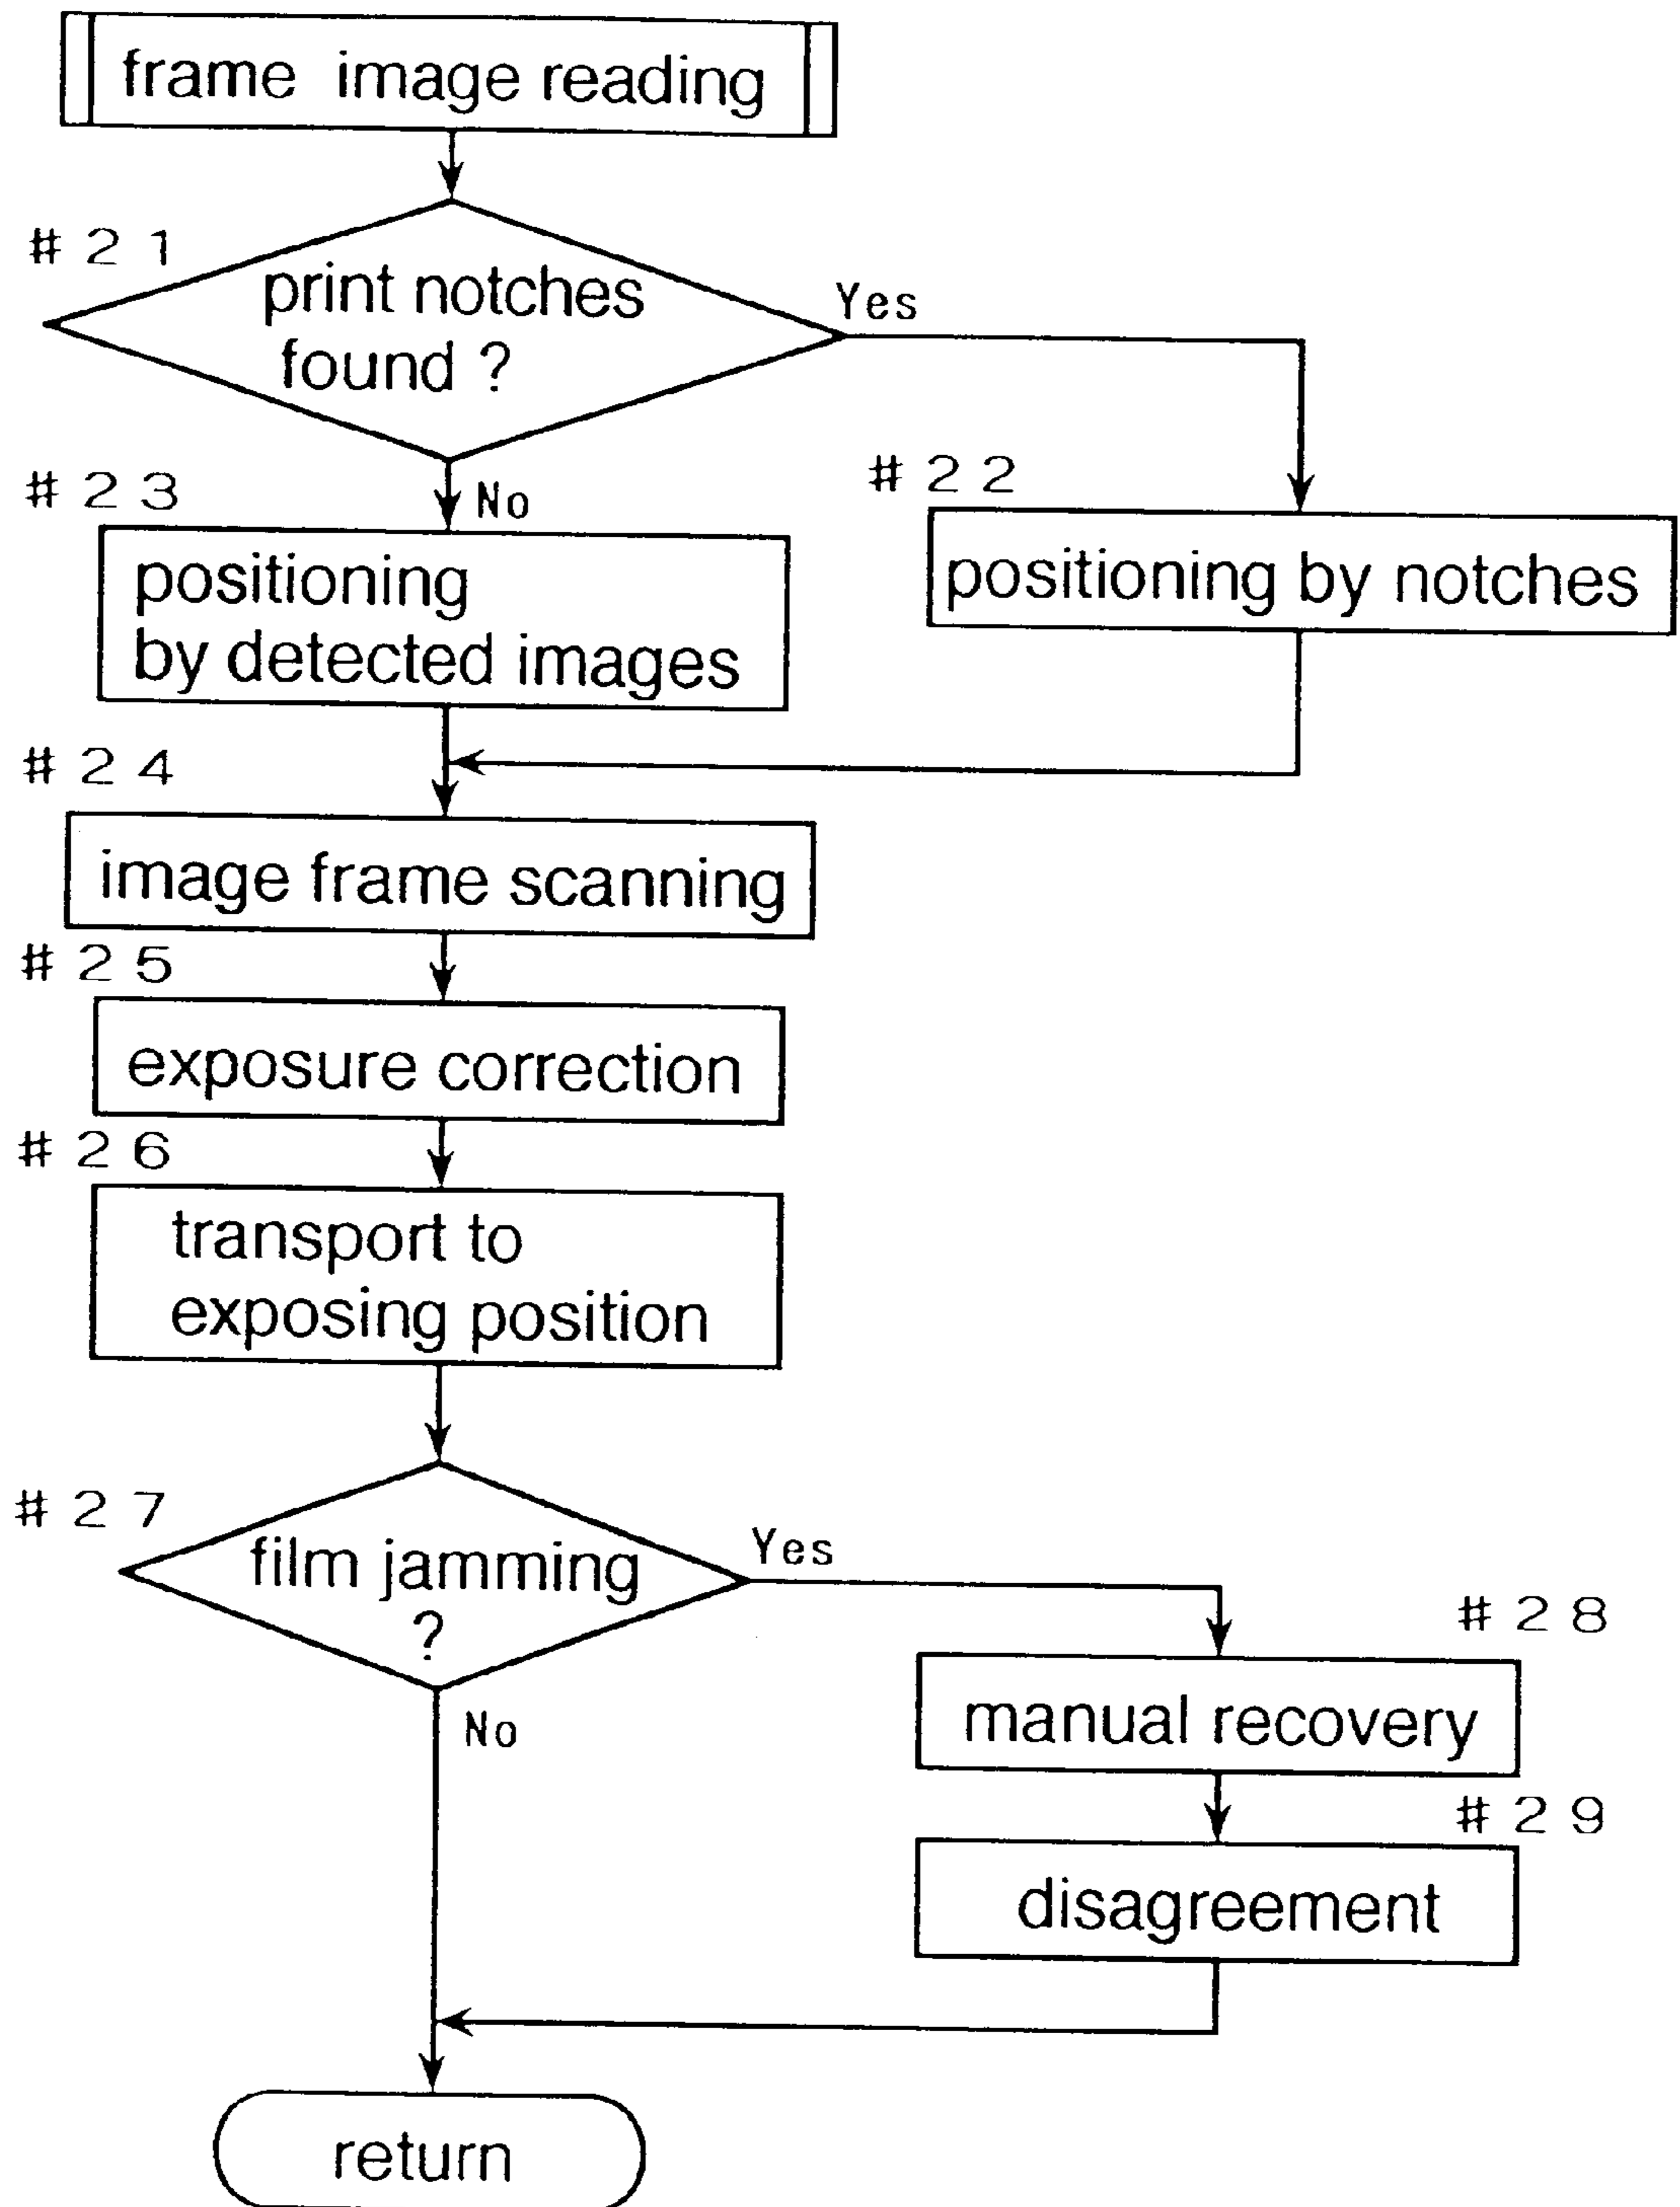 frame image reading
#21
print notches
found ?
Yes
#23
No
#22
positioning
by detected images
positioning by notches
#24
image frame scanning
#25
exposure correction
#26
transport to
exposing position
#27
film jamming
?
Yes
#28
No
manual recovery
#29
disagreement
return